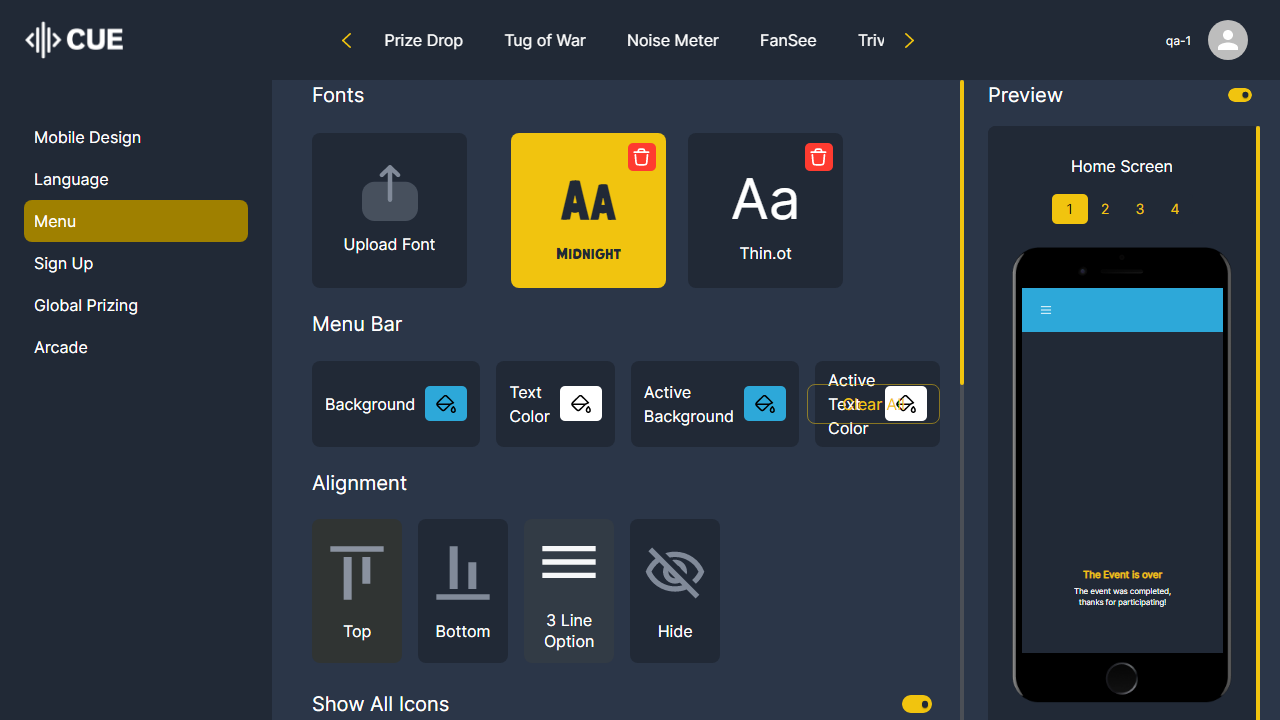 CUE
Prize Drop
Tug of War
Noise Meter
FanSee
Triv
qa-1
Mobile Design
Language
Menu
Sign Up
Global Prizing
Arcade
Fonts
Upload Font
Aa
Midnight
Aa
Thin.ot
Menu Bar
Background
Text
Color
Active
Background
Active
Text
Color
Clear All
Alignment
Top
Bottom
3 Line
Option
Hide
Show All Icons
Preview
Home Screen
1 2 3 4
The Event is over
The event was completed,
thanks for participating!